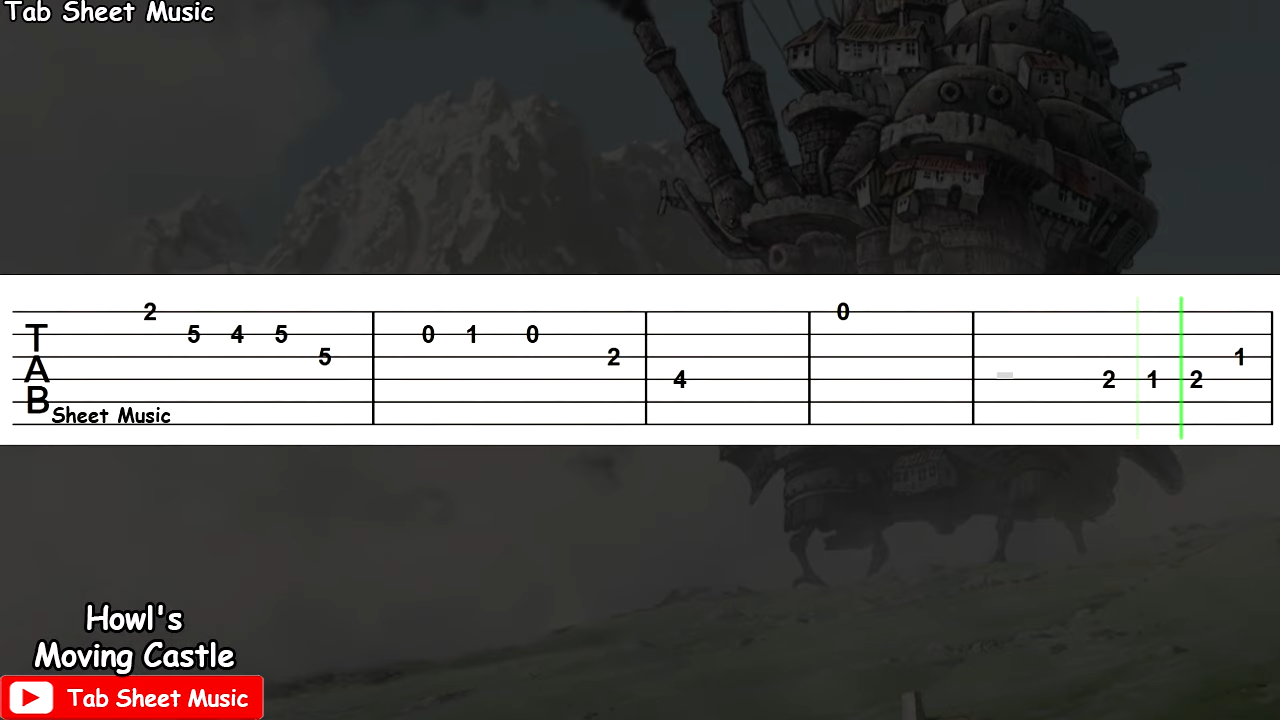 Tab Sheet Music
2 0
5 4 5 0 1 0
T
5 2 1
A
4 2 1 2
B
Sheet Music
Howl's
Moving Castle
Tab Sheet Music